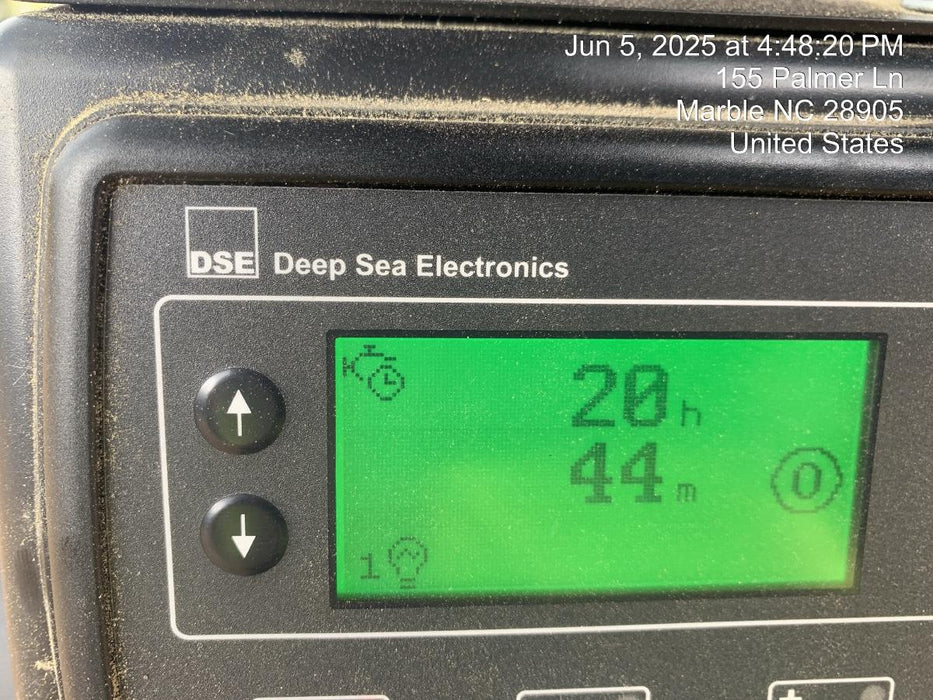 Jun 5, 2025 at 4:48:20 PM
155 Palmer Ln
Marble NC 28905
United States
DSE Deep Sea Electronics
20 h
44 m
0
1